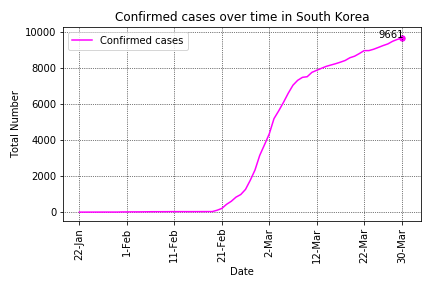 Confirmed cases over time in South Korea
Confirmed cases
9661
10000
8000
6000
4000
2000
0
Total Number
22-Jan
1-Feb
11-Feb
21-Feb
2-Mar
12-Mar
22-Mar
30-Mar
Date